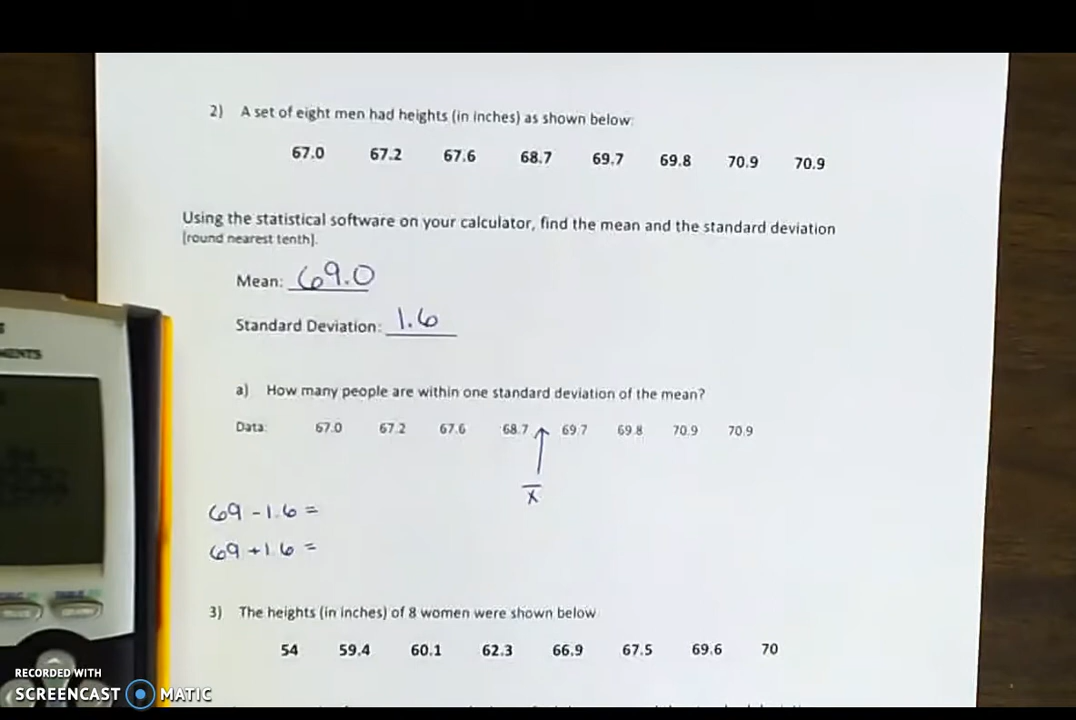 2) A set of eight men had heights (in inches) as shown below:
67.0 67.2 67.6 68.7 69.7 69.8 70.9 70.9
Using the statistical software on your calculator, find the mean and the standard deviation
[round nearest tenth].
Mean: 69.0
Standard Deviation: 1.6
a) How many people are within one standard deviation of the mean?
Data: 67.0 67.2 67.6 68.7 69.7 69.8 70.9 70.9
x̅
69 - 1.6 =
69 + 1.6 =
3) The heights (in inches) of 8 women were shown below
54 59.4 60.1 62.3 66.9 67.5 69.6 70
RECORDED WITH
SCREENCAST MATIC